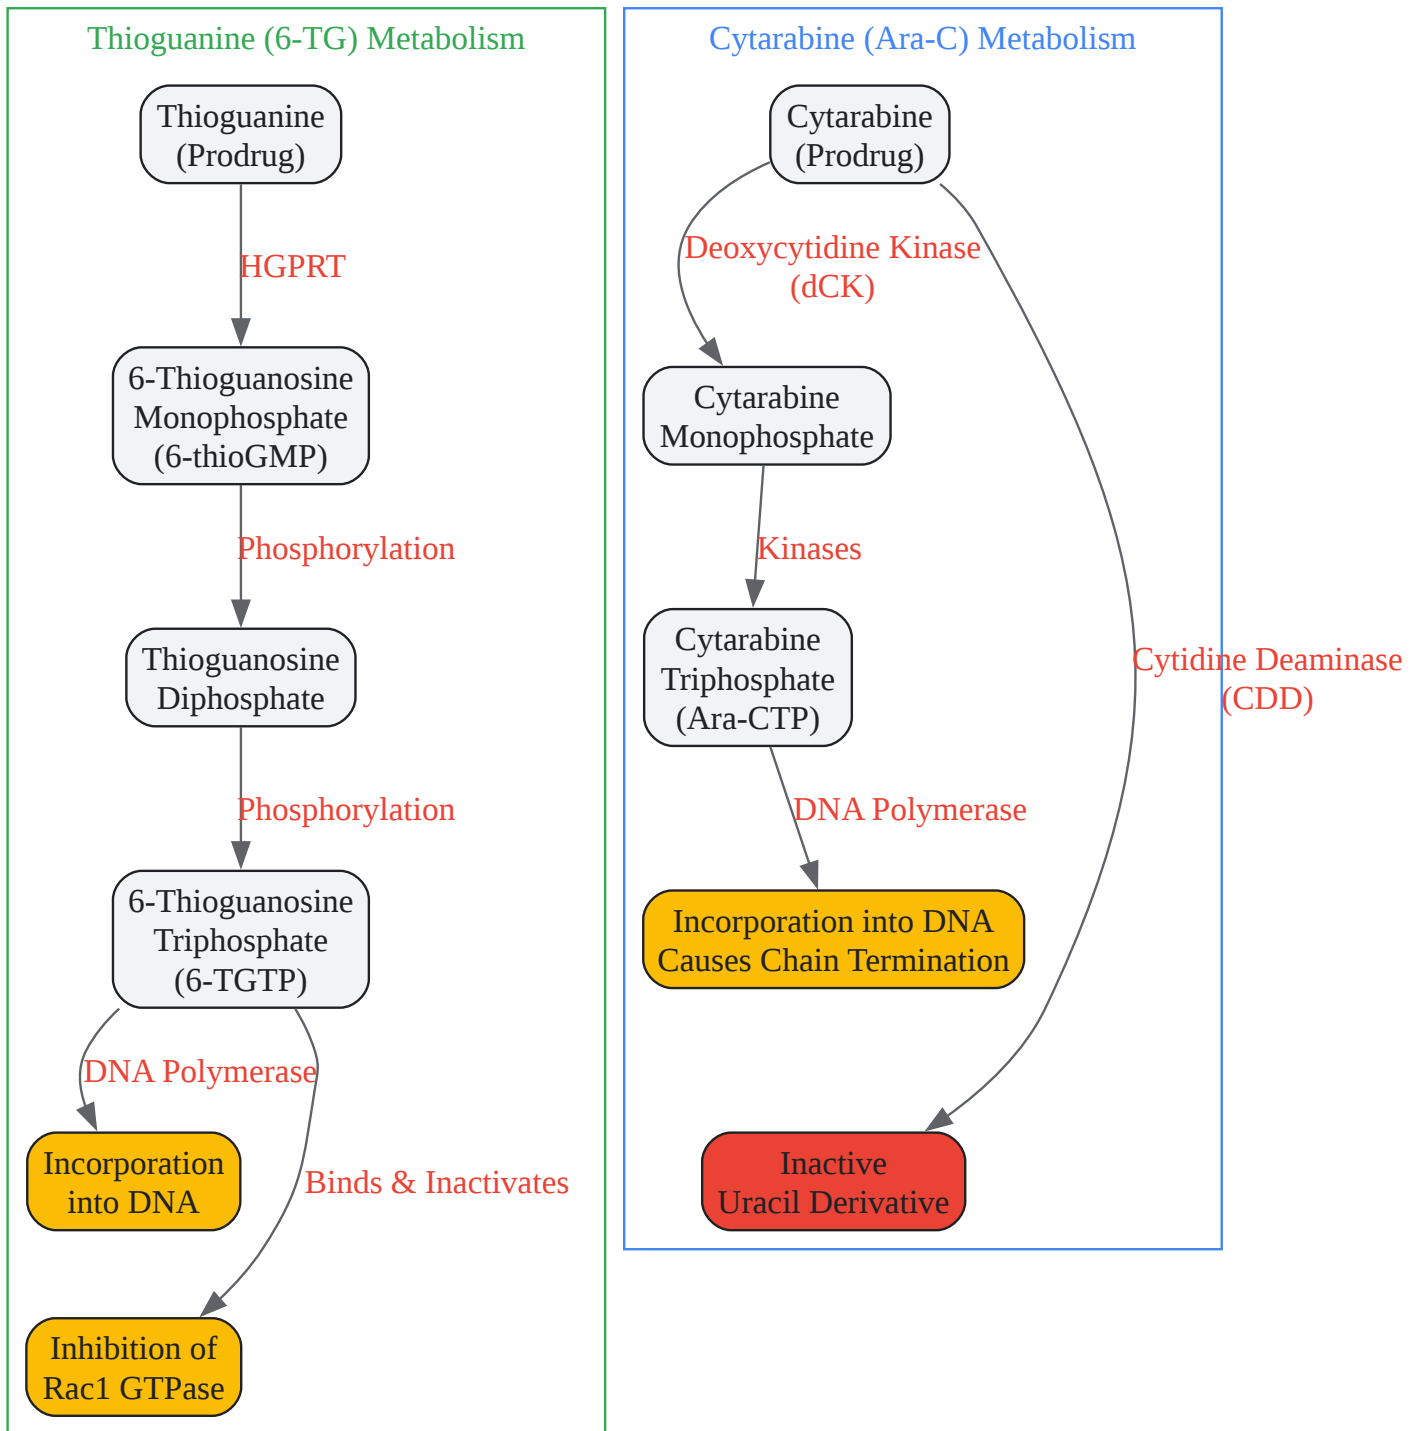 Thioguanine (6-TG) Metabolism
Thioguanine
(Prodrug)
HGPRT
6-Thioguanosine
Monophosphate
(6-thioGMP)
Phosphorylation
Thioguanosine
Diphosphate
Phosphorylation
6-Thioguanosine
Triphosphate
(6-TGTP)
DNA Polymerase
Incorporation
into DNA
Binds & Inactivates
Inhibition of
Rac1 GTPase
Cytarabine (Ara-C) Metabolism
Cytarabine
(Prodrug)
Deoxycytidine Kinase
(dCK)
Cytarabine
Monophosphate
Kinases
Cytarabine
Triphosphate
(Ara-CTP)
Cytidine Deaminase
(CDD)
DNA Polymerase
Incorporation into DNA
Causes Chain Termination
Inactive
Uracil Derivative